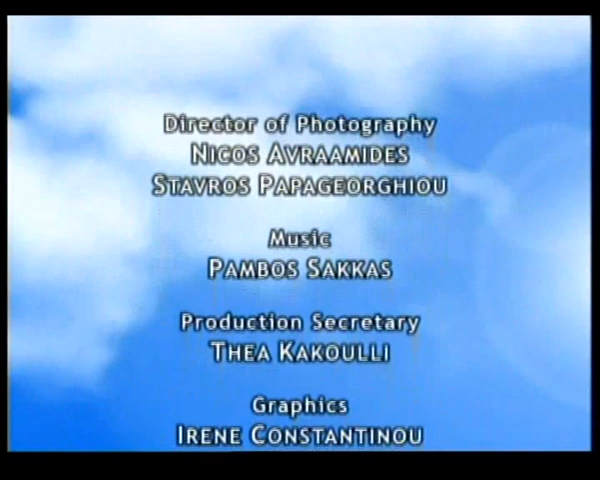 Director of Photography
NICOS AVRAAMIDES
STAVROS PAPAGEORGHIOU
Music
PAMBOS SAKKAS
Production Secretary
THEA KAKOULLI
Graphics
IRENE CONSTANTINOU